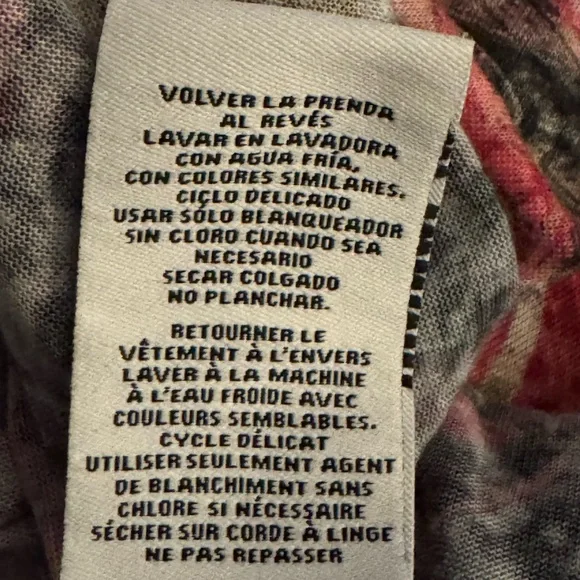 VOLVER LA PRENDA
AL REVÉS
LAVAR EN LAVADORA
CON AGUA FRÍA,
CON COLORES SIMILARES.
CICLO DELICADO
USAR SÓLO BLANQUEADOR
SIN CLORO CUANDO SEA
NECESARIO
SECAR COLGADO
NO PLANCHAR.
RETOURNER LE
VÊTEMENT À L'ENVERS
LAVER À LA MACHINE
À L'EAU FROIDE AVEC
COULEURS SEMBLABLES.
CYCLE DÉLICAT
UTILISER SEULEMENT AGENT
DE BLANCHIMENT SANS
CHLORE SI NÉCESSAIRE
SÉCHER SUR CORDE À LINGE
NE PAS REPASSER